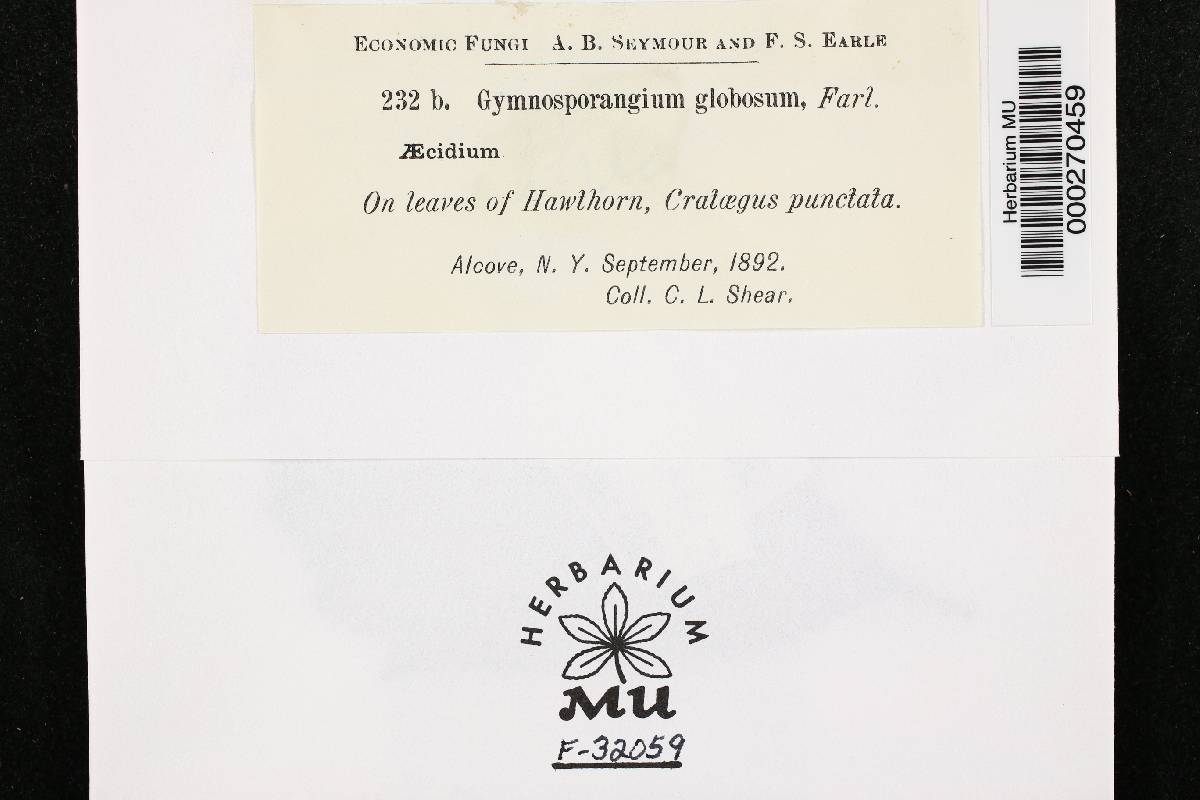 ECONOMIC FUNGI A. B. SEYMOUR AND F. S. EARLE
232 b. Gymnosporangium globosum, Farl.
Æcidium
On leaves of Hawthorn, Cratægus punctata.
Alcove, N. Y. September, 1892.
Coll. C. L. Shear.
Herbarium MU
000270459
HERBARIUM
MU
F-32059